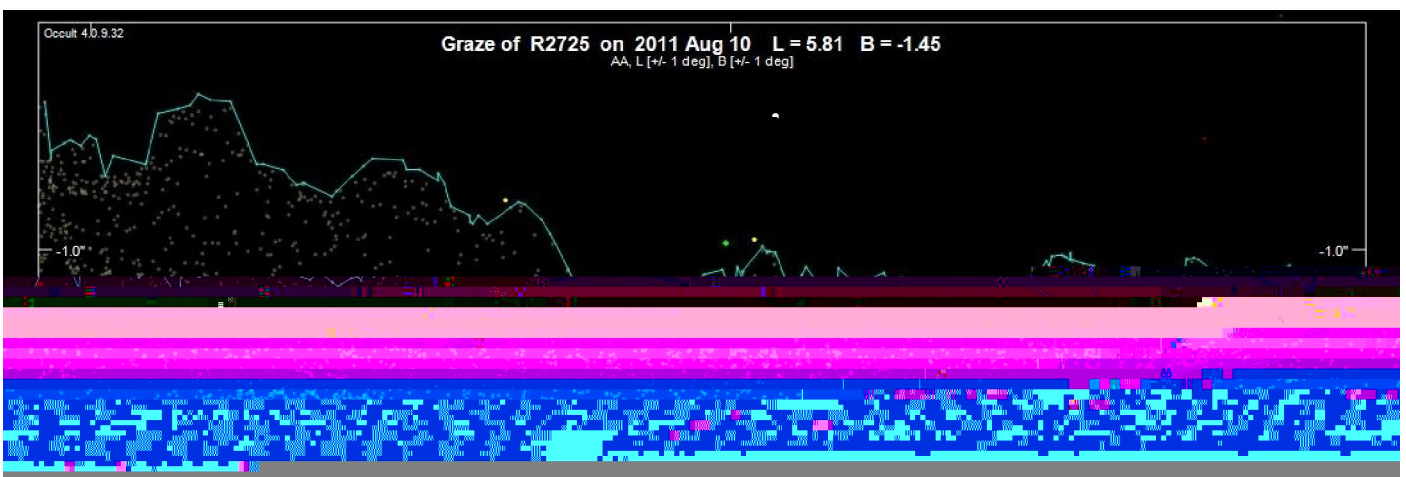 Occult 4.0.9.32
Graze of R2725 on 2011 Aug 10 L = 5.81 B = -1.45
AA, L [+/- 1 deg], B [+/- 1 deg]
-1.0" -1.0"